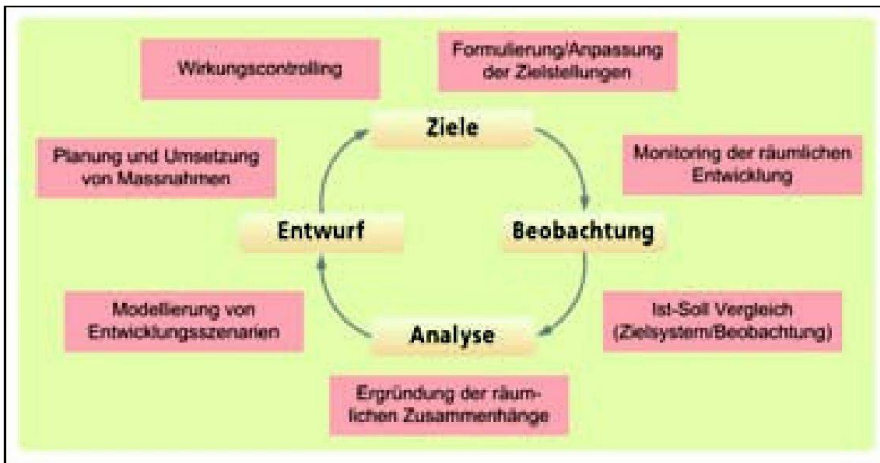 Wirkungscontrolling
Formulierung/Anpassung
der Zielstellungen
Ziele
Planung und Umsetzung
von Massnahmen
Monitoring der räumlichen
Entwicklung
Entwurf
Beobachtung
Modellierung von
Entwicklungsszenarien
Ist-Soll Vergleich
(Zielsystem/Beobachtung)
Analyse
Ergründung der räum-
lichen Zusammenhänge